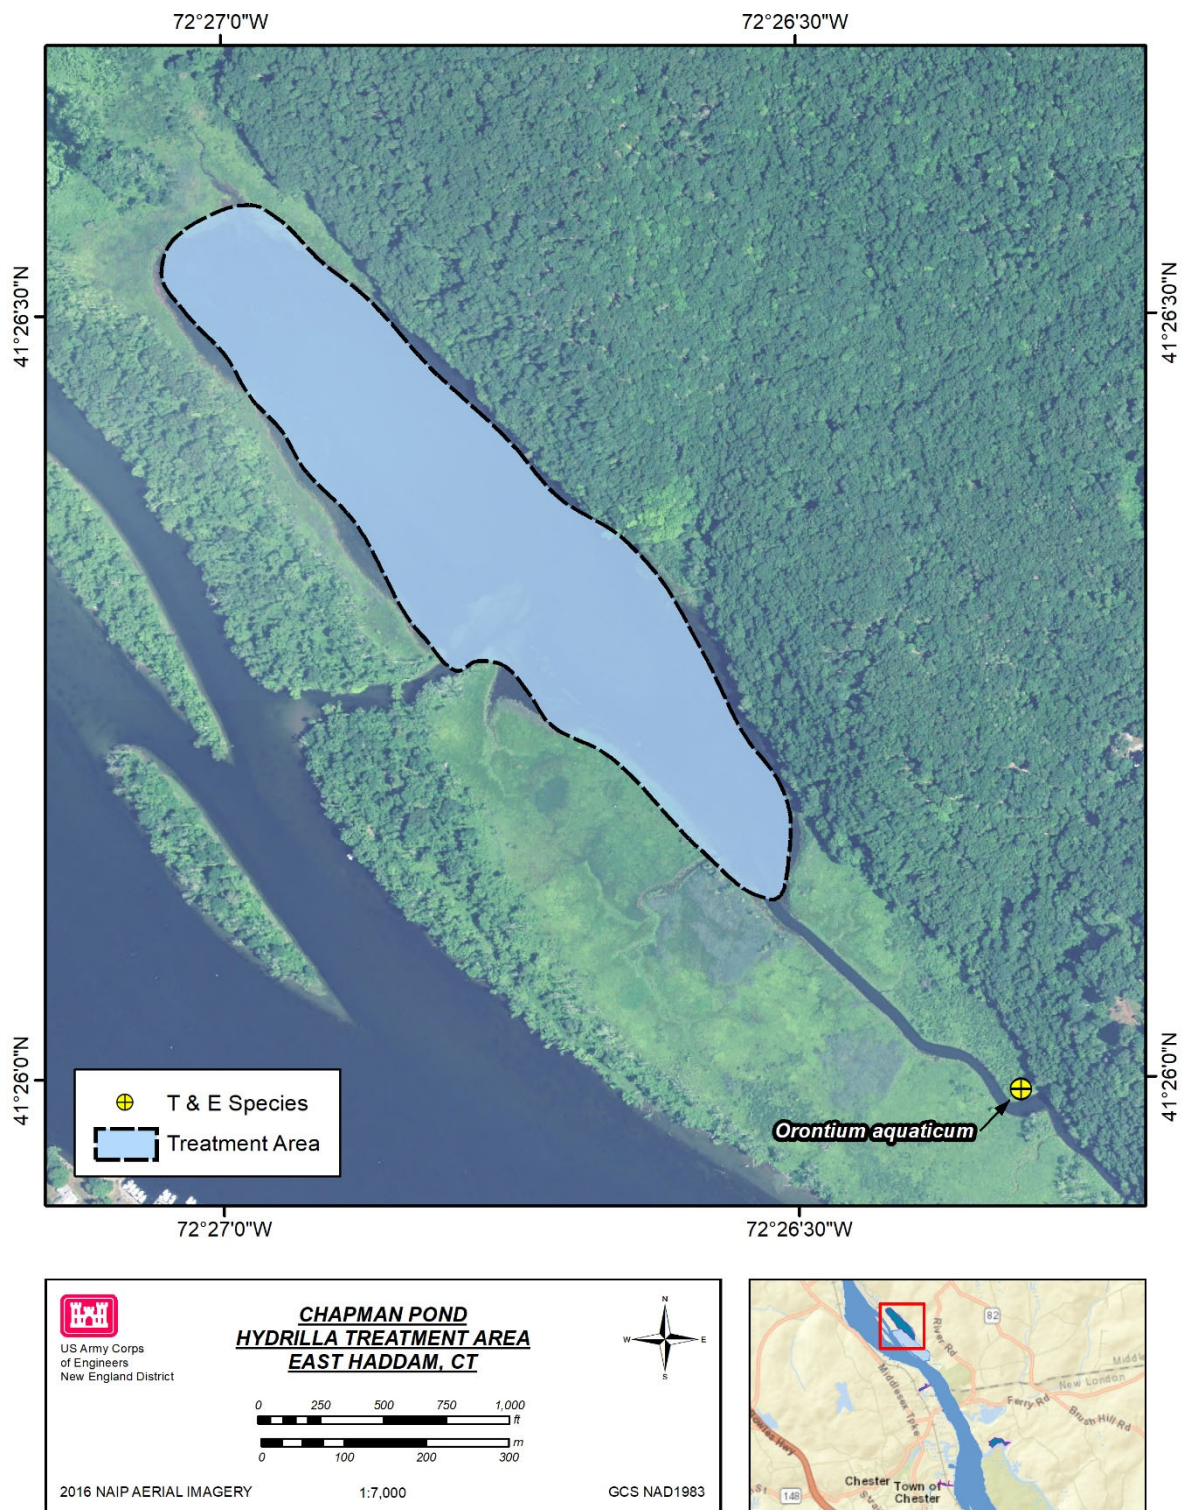 72°27'0"W
72°26'30"W
41°26'30"N
41°26'30"N
41°26'0"N
41°26'0"N
T & E Species
Treatment Area
Orontium aquaticum
72°27'0"W
72°26'30"W
US Army Corps
of Engineers
New England District
CHAPMAN POND
HYDRILLA TREATMENT AREA
EAST HADDAM, CT
N
W
E
S
0 250 500 750 1,000
ft
m
0 100 200 300
2016 NAIP AERIAL IMAGERY
1:7,000
GCS NAD1983
82
River Rd
Middle
New London
Middlesex Tpke
Ferry Rd
Brush Hill Rd
Bowles Hwy
Chester
Town of
Chester
148